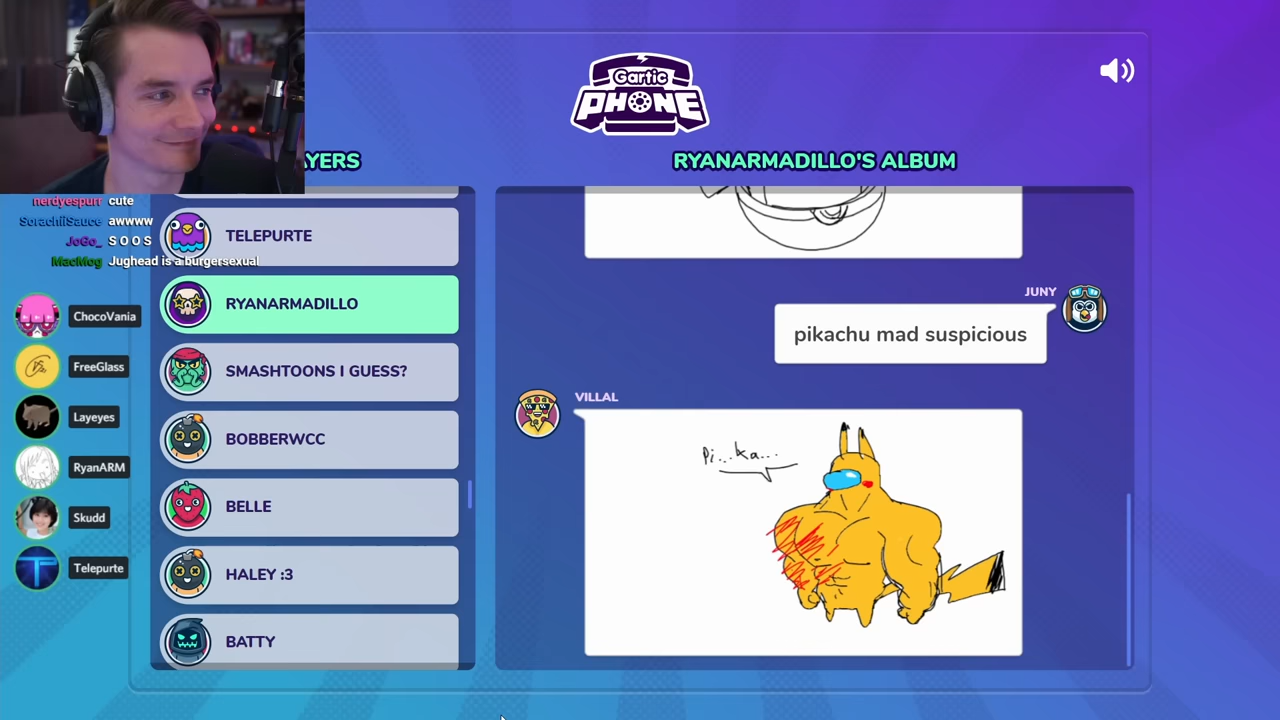 Gartic
PHONE
AYERS
RYANARMADILLO'S ALBUM
nerdyespurr cute
SorachiiSauce awwww
JoGo_ S O O S
MacMog Jughead is a burgersexual
ChocoVania
FreeGlass
Layeyes
RyanARM
Skudd
Telepurte
TELEPURTE
RYANARMADILLO
SMASHTOONS I GUESS?
BOBBERWCC
BELLE
HALEY :3
BATTY
JUNY
pikachu mad suspicious
VILLAL
Pi...ka...